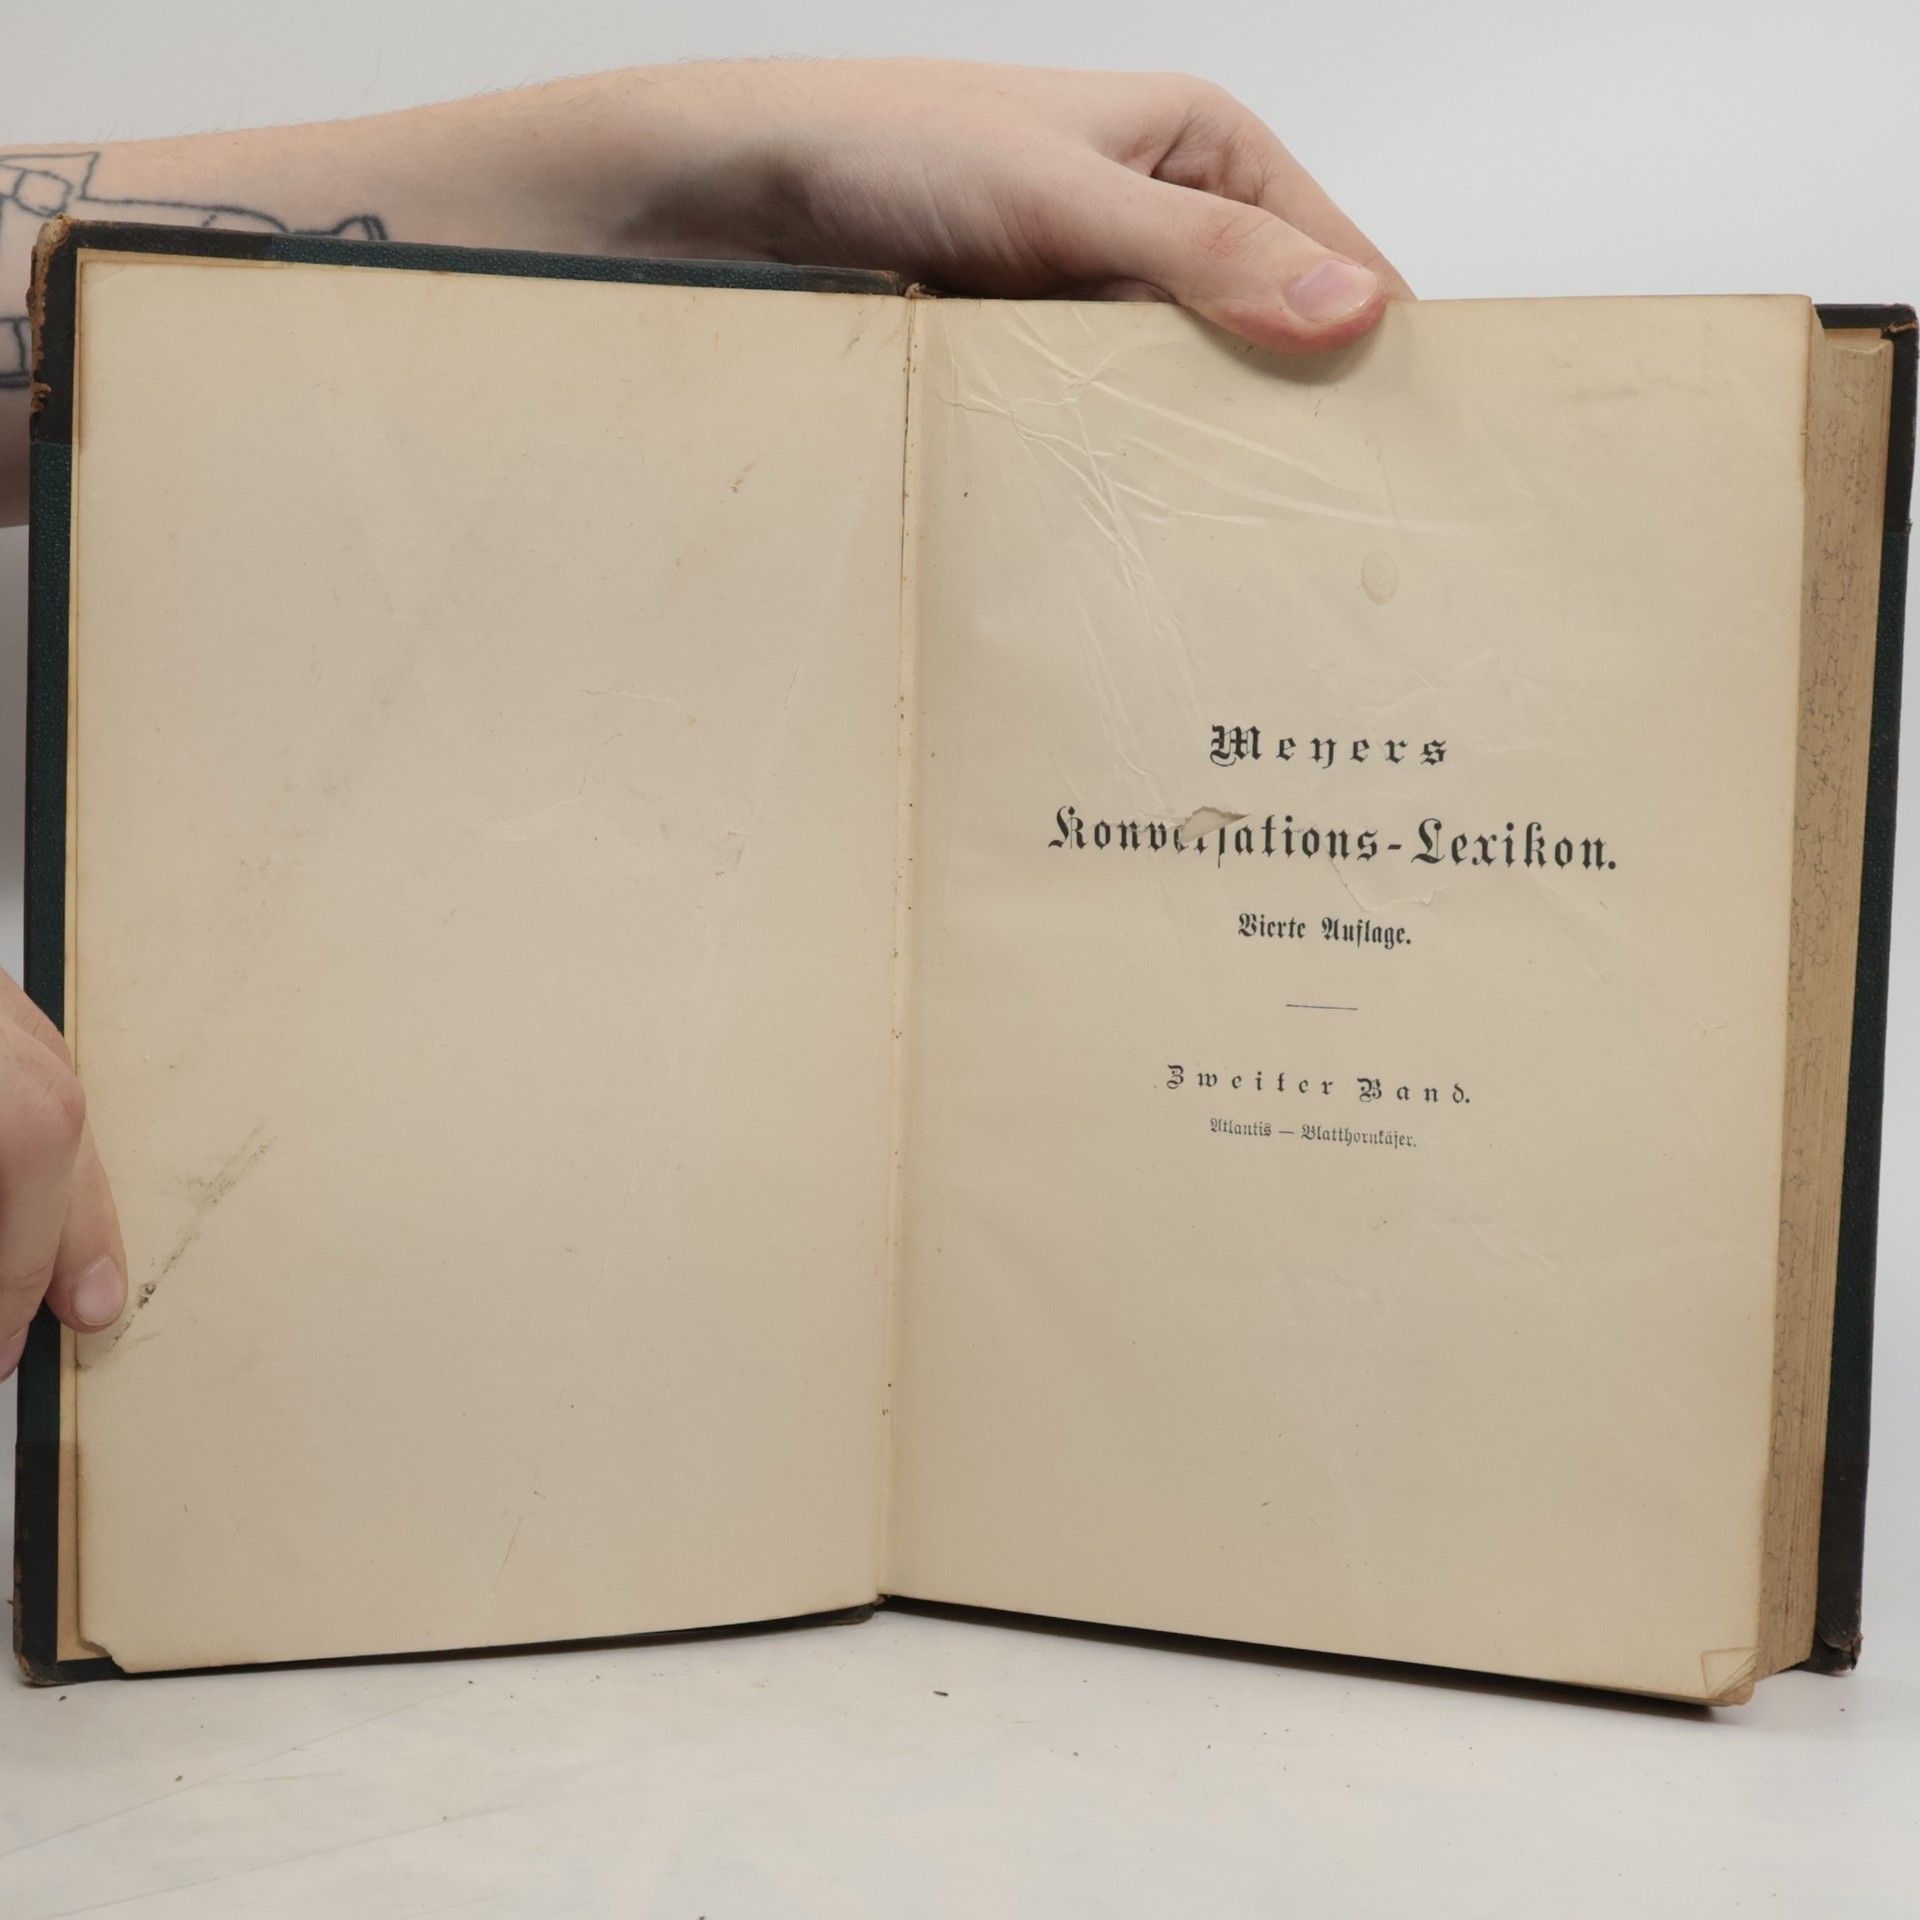 Meyers
Konversations-Lexikon.
Vierte Auflage.
Zweiter Band.
Atlantis — Blatthornkäfer.